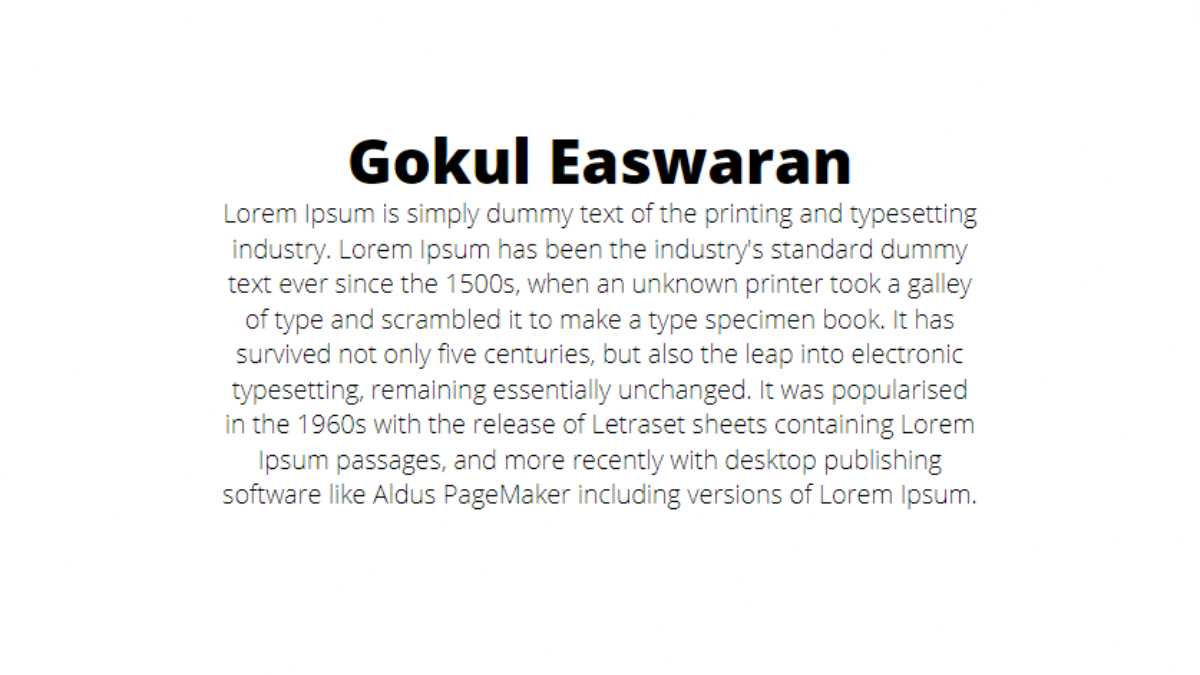 Gokul Easwaran
Lorem Ipsum is simply dummy text of the printing and typesetting
industry. Lorem Ipsum has been the industry's standard dummy
text ever since the 1500s, when an unknown printer took a galley
of type and scrambled it to make a type specimen book. It has
survived not only five centuries, but also the leap into electronic
typesetting, remaining essentially unchanged. It was popularised
in the 1960s with the release of Letraset sheets containing Lorem
Ipsum passages, and more recently with desktop publishing
software like Aldus PageMaker including versions of Lorem Ipsum.